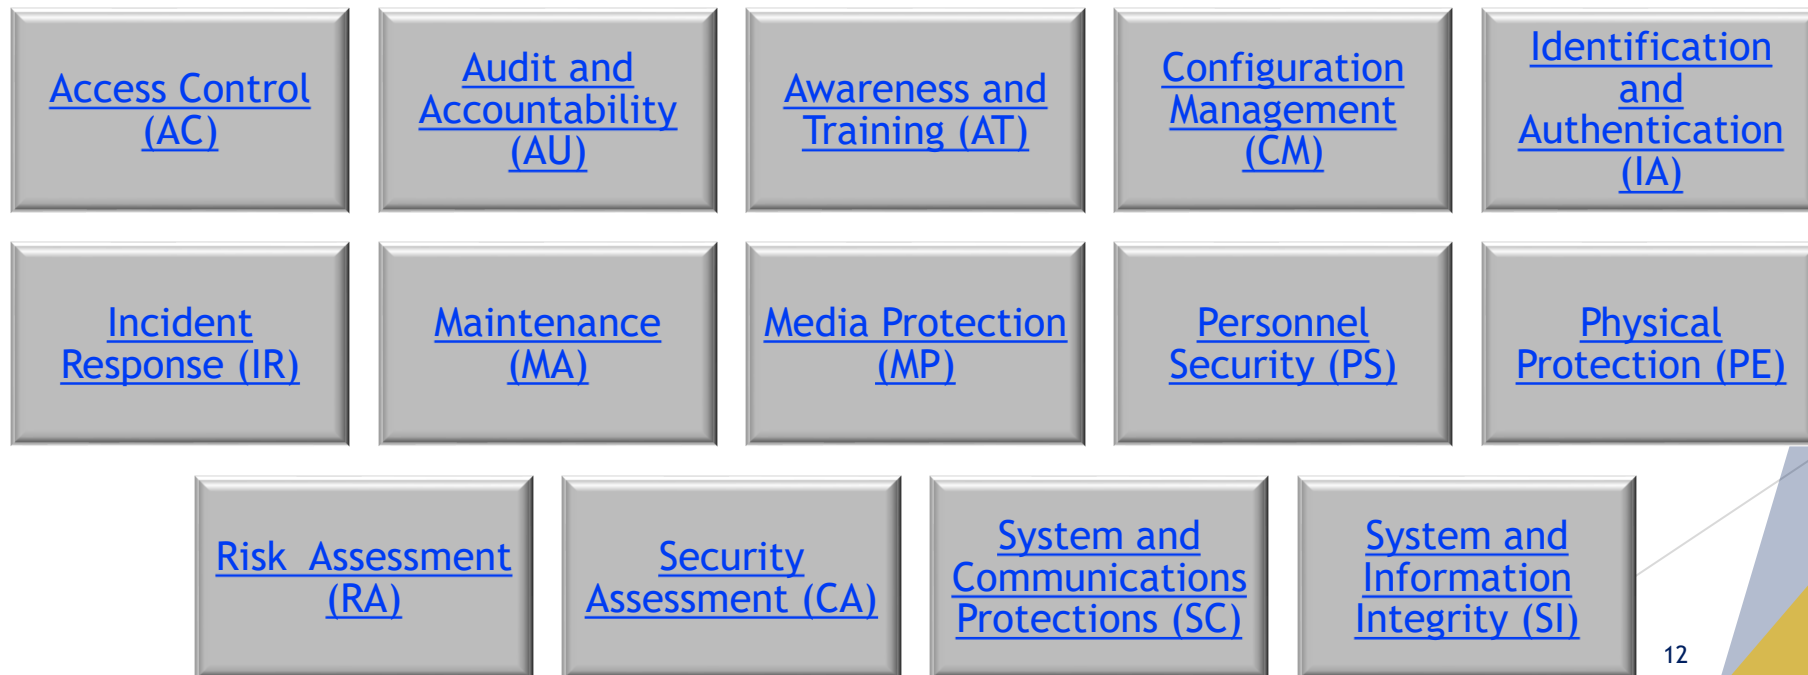 Access Control
(AC)
Audit and
Accountability
(AU)
Awareness and
Training (AT)
Configuration
Management
(CM)
Identification
and
Authentication
(IA)
Incident
Response (IR)
Maintenance
(MA)
Media Protection
(MP)
Personnel
Security (PS)
Physical
Protection (PE)
Risk  Assessment
(RA)
Security
Assessment (CA)
System and
Communications
Protections (SC)
System and
Information
Integrity (SI)
12